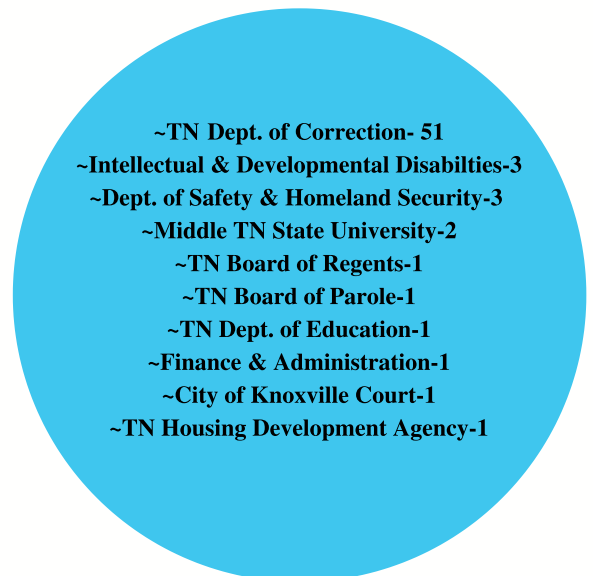 ~TN Dept. of Correction- 51
~Intellectual & Developmental Disabilties-3
~Dept. of Safety & Homeland Security-3
~Middle TN State University-2
~TN Board of Regents-1
~TN Board of Parole-1
~TN Dept. of Education-1
~Finance & Administration-1
~City of Knoxville Court-1
~TN Housing Development Agency-1